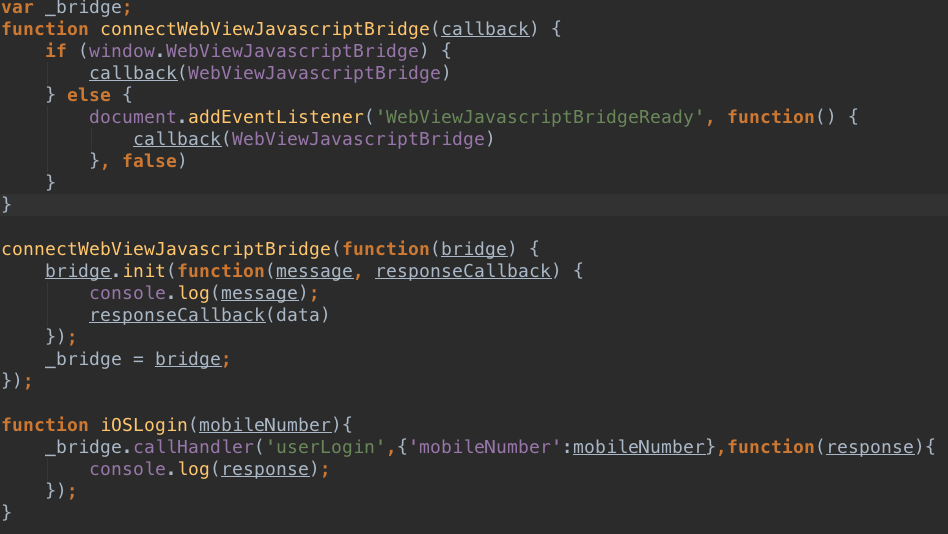 var _bridge;
function connectWebViewJavascriptBridge(callback) {
    if (window.WebViewJavascriptBridge) {
        callback(WebViewJavascriptBridge)
    } else {
        document.addEventListener('WebViewJavascriptBridgeReady', function() {
            callback(WebViewJavascriptBridge)
        }, false)
    }
}

connectWebViewJavascriptBridge(function(bridge) {
    bridge.init(function(message, responseCallback) {
        console.log(message);
        responseCallback(data)
    });
    _bridge = bridge;
});

function iOSLogin(mobileNumber){
    _bridge.callHandler('userLogin',{'mobileNumber':mobileNumber},function(response){
        console.log(response);
    });
}